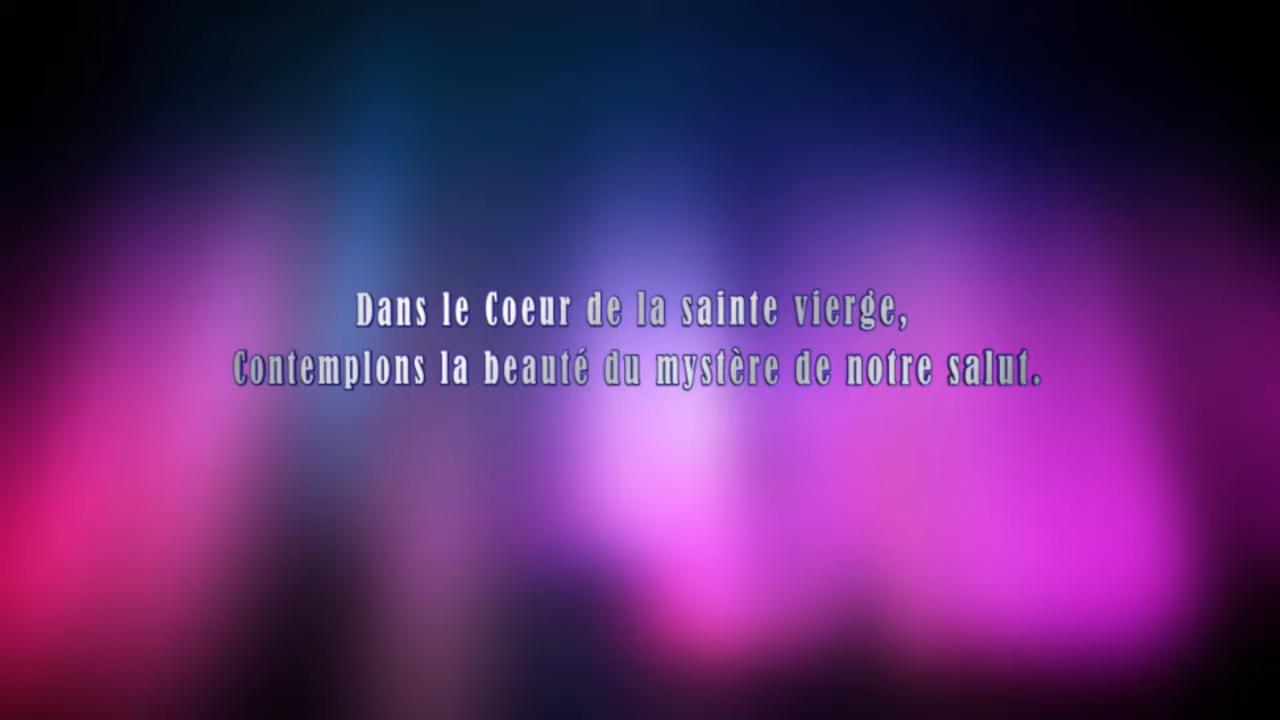 Dans le Coeur de la sainte vierge,
Contemplons la beauté du mystère de notre salut.